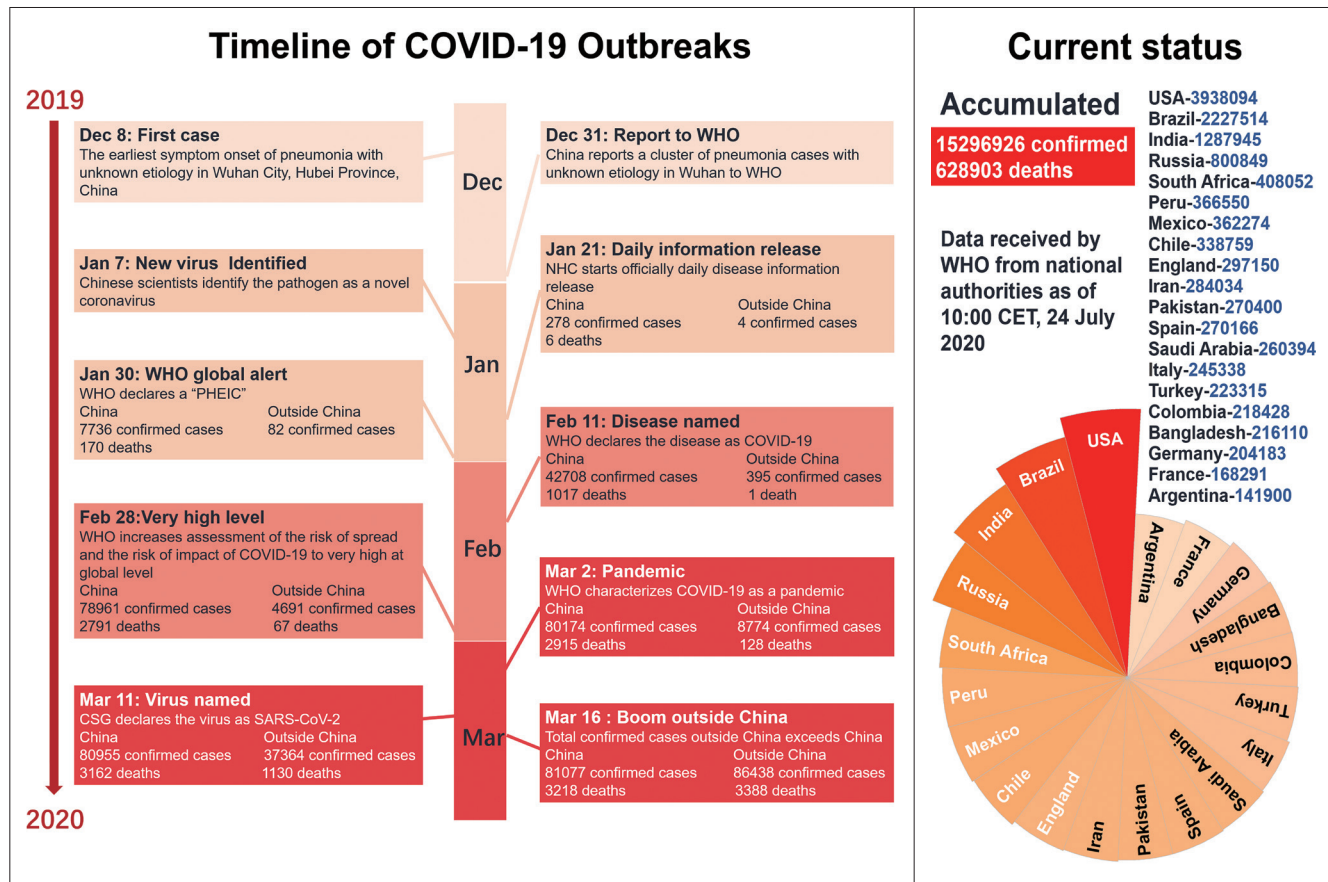 Timeline of COVID-19 Outbreaks
2019
Dec 8: First case
The earliest symptom onset of pneumonia with
unknown etiology in Wuhan City, Hubei Province,
China
Dec
Dec 31: Report to WHO
China reports a cluster of pneumonia cases with
unknown etiology in Wuhan to WHO
Jan 7: New virus Identified
Chinese scientists identify the pathogen as a novel
coronavirus
Jan 21: Daily information release
NHC starts officially daily disease information
release
China Outside China
278 confirmed cases 4 confirmed cases
6 deaths
Jan
Jan 30: WHO global alert
WHO declares a “PHEIC”
China Outside China
7736 confirmed cases 82 confirmed cases
170 deaths
Feb 11: Disease named
WHO declares the disease as COVID-19
China Outside China
42708 confirmed cases 395 confirmed cases
1017 deaths 1 death
Feb 28:Very high level
WHO increases assessment of the risk of spread
and the risk of impact of COVID-19 to very high at
global level
China Outside China
78961 confirmed cases 4691 confirmed cases
2791 deaths 67 deaths
Feb
Mar 2: Pandemic
WHO characterizes COVID-19 as a pandemic
China Outside China
80174 confirmed cases 8774 confirmed cases
2915 deaths 128 deaths
Mar 11: Virus named
CSG declares the virus as SARS-CoV-2
China Outside China
80955 confirmed cases 37364 confirmed cases
3162 deaths 1130 deaths
Mar
Mar 16 : Boom outside China
Total confirmed cases outside China exceeds China
China Outside China
81077 confirmed cases 86438 confirmed cases
3218 deaths 3388 deaths
2020
Current status
Accumulated
15296926 confirmed
628903 deaths
Data received by
WHO from national
authorities as of
10:00 CET, 24 July
2020
USA-3938094
Brazil-2227514
India-1287945
Russia-800849
South Africa-408052
Peru-366550
Mexico-362274
Chile-338759
England-297150
Iran-284034
Pakistan-270400
Spain-270166
Saudi Arabia-260394
Italy-245338
Turkey-223315
Colombia-218428
Bangladesh-216110
Germany-204183
France-168291
Argentina-141900
USA
Brazil
India
Russia
South Africa
Peru
Mexico
Chile
England
Iran
Pakistan
Spain
Saudi Arabia
Italy
Turkey
Colombia
Bangladesh
Germany
France
Argentina